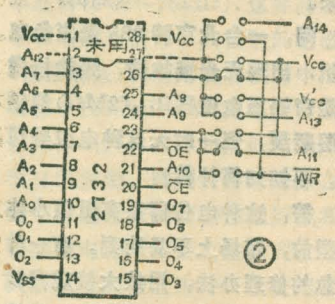 Vcc 1 未用 28 Vcc A14
A12 2 27 Vcc
A7 3 26 V'cc
A6 4 A13
A5 5 25 A8
A4 6 24 A9
A3 7 23
A2 8 22 OE A11
A1 9 21 A10 WR
A0 10 20 CE
O0 11 19 O7
O1 12 18 O6
O2 13 17 O5
Vss 14 16 O4
15 O3
2732
②